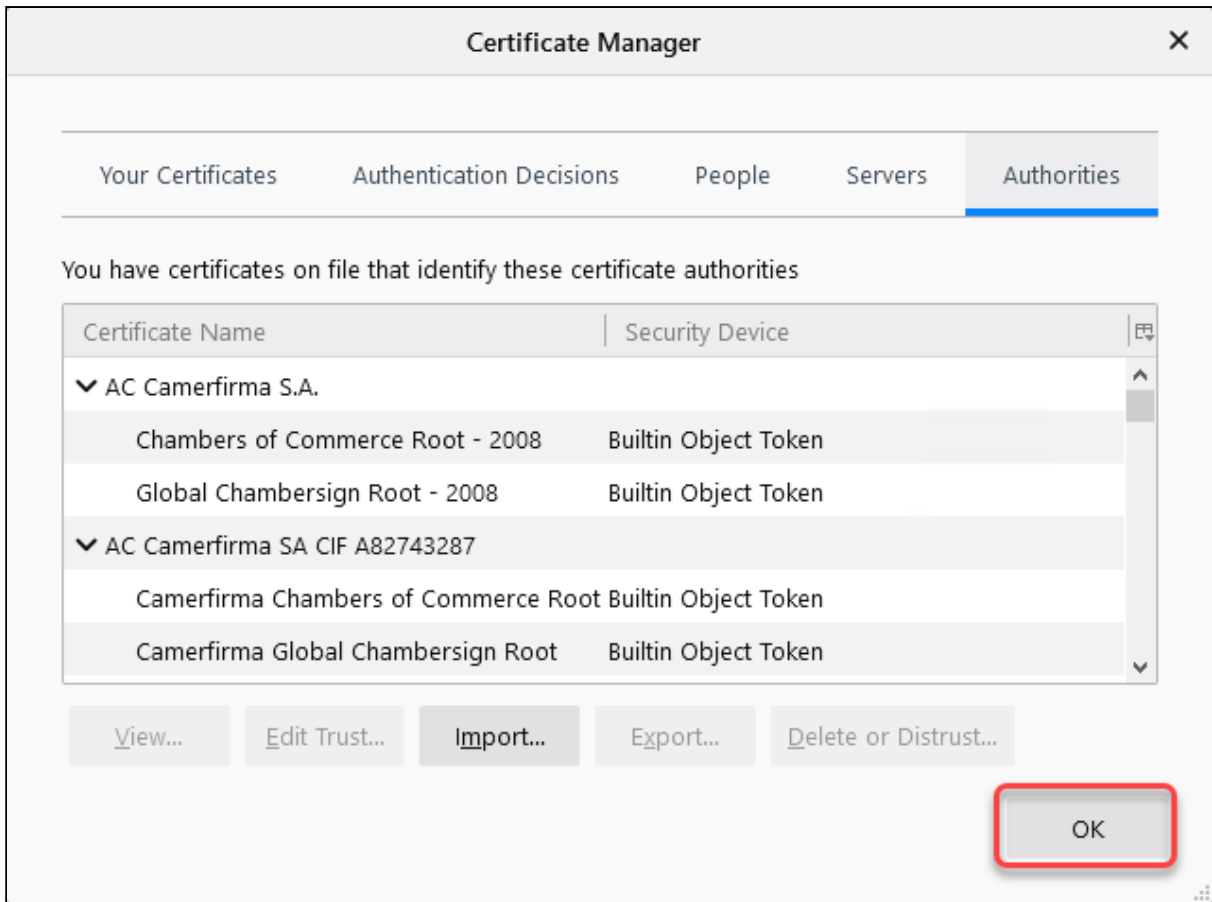 Certificate Manager
Your Certificates Authentication Decisions People Servers Authorities
You have certificates on file that identify these certificate authorities
Certificate Name Security Device
AC Camerfirma S.A.
Chambers of Commerce Root - 2008 Builtin Object Token
Global Chambersign Root - 2008 Builtin Object Token
AC Camerfirma SA CIF A82743287
Camerfirma Chambers of Commerce Root Builtin Object Token
Camerfirma Global Chambersign Root Builtin Object Token
View... Edit Trust... Import... Export... Delete or Distrust...
OK